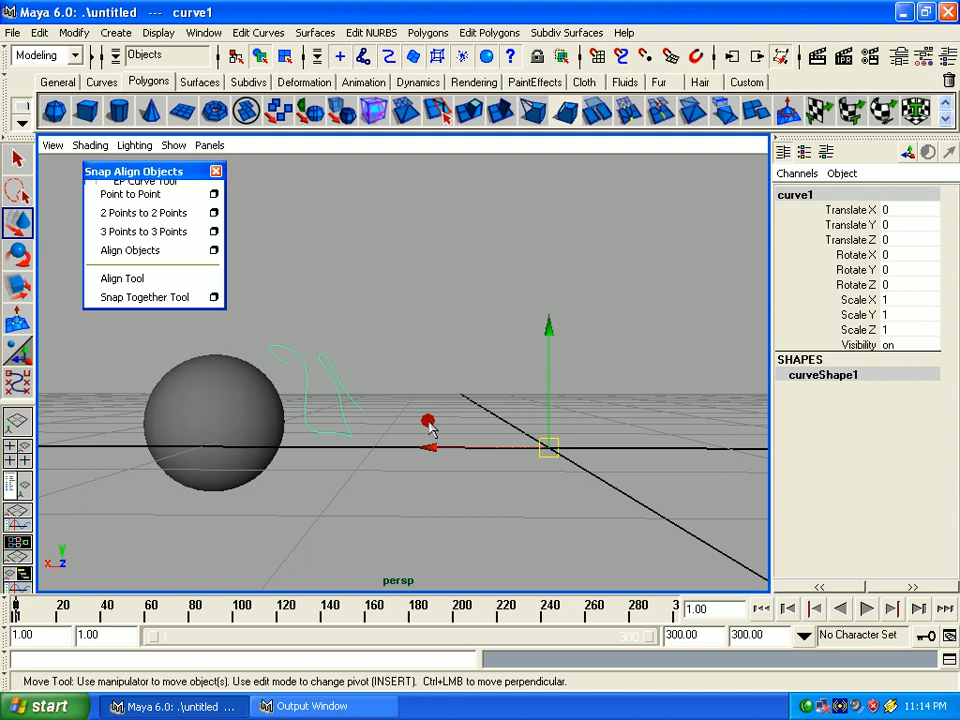 Maya 6.0: .\untitled --- curve1
File Edit Modify Create Display Window Edit Curves Surfaces Edit NURBS Polygons Edit Polygons Subdiv Surfaces Help
Modeling Objects
General Curves Polygons Surfaces Subdivs Deformation Animation Dynamics Rendering PaintEffects Cloth Fluids Fur Hair Custom
View Shading Lighting Show Panels
Channels Object
Snap Align Objects
EP Curve Tool
Point to Point
2 Points to 2 Points
3 Points to 3 Points
Align Objects
Align Tool
Snap Together Tool
curve1
Translate X 0
Translate Y 0
Translate Z 0
Rotate X 0
Rotate Y 0
Rotate Z 0
Scale X 1
Scale Y 1
Scale Z 1
Visibility on
SHAPES
curveShape1
y
x z
persp
<< >>
20 40 60 80 100 120 140 160 180 200 220 240 260 280 3
1.00
1.00 1.00 1 300 300.00 300.00 No Character Set
Move Tool: Use manipulator to move object(s). Use edit mode to change pivot (INSERT). Ctrl+LMB to move perpendicular.
start Maya 6.0: .\untitled ... Output Window 11:14 PM